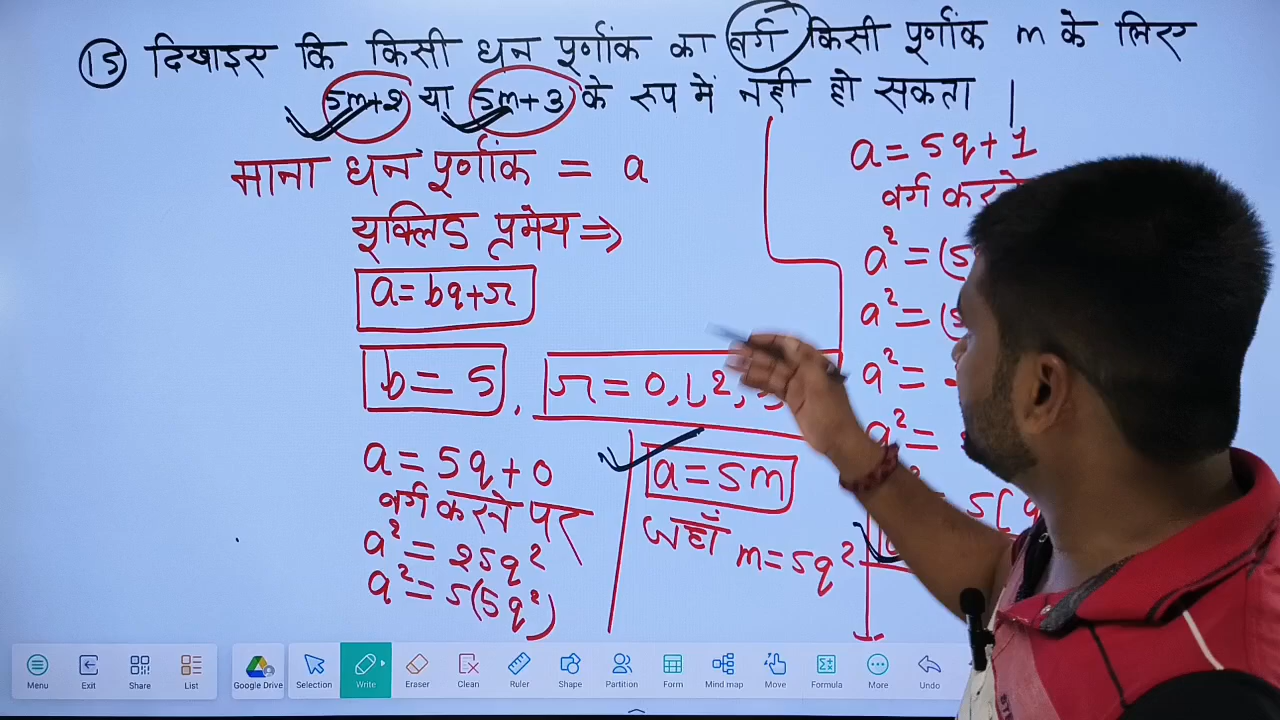 15 दिखाइए कि किसी धन पूर्णांक का वर्ग किसी पूर्णांक m के लिए
5m+2 या 5m+3 के रूप में नही हो सकता |
माना धन पूर्णांक = a
यूक्लिड प्रमेय ⇒
a = bq+r
b = 5, r = 0, 1, 2,
a = 5q + 0
वर्ग करने पर
a² = 25q²
a² = 5(5q²)
a = 5m
जहाँ m = 5q²
a = 5q + 1
वर्ग करने
a² = (5
a² = (5
a² =
a² =
5(
Menu
Exit
Share
List
Google Drive
Selection
Write
Eraser
Clean
Ruler
Shape
Partition
Form
Mind map
Move
Formula
More
Undo